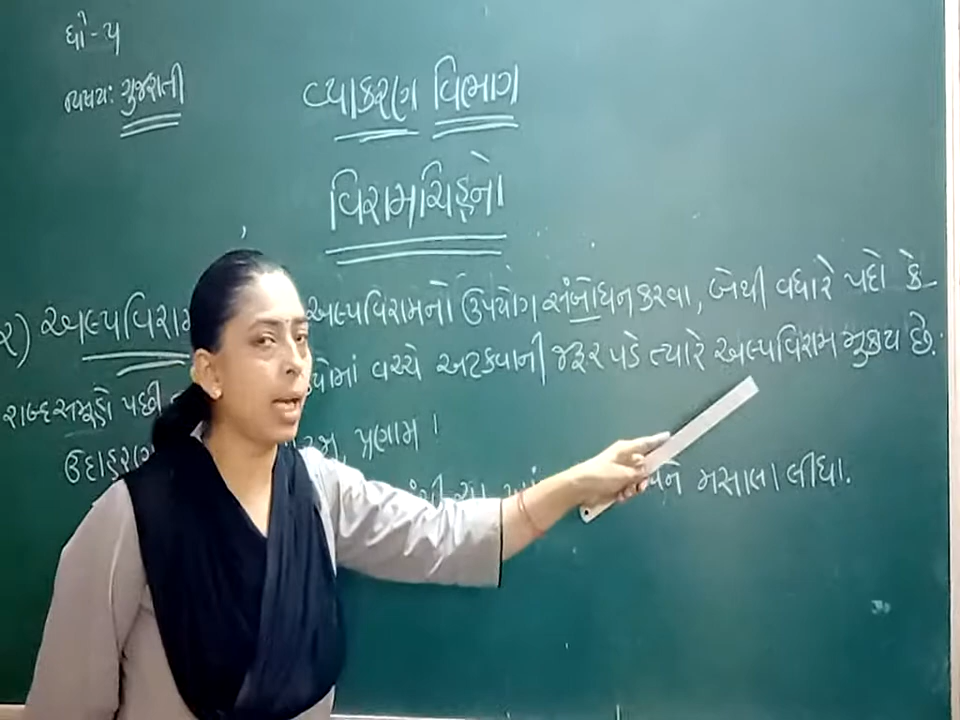 ધો-૫
વિષય: ગુજરાતી
વ્યાકરણ વિભાગ
વિરામચિહ્નનો
૨) અલ્પવિરામ અલ્પવિરામનો ઉપયોગ સંબોધન કરવા, બેથી વધારે પદો કે
શબ્દસમૂહો પછી વચ્ચે અટકવાની જરૂર પડે ત્યારે અલ્પવિરામ મુકાય છે.
ઉદાહરણ પ્રણામ !
મસાલા લીધા.